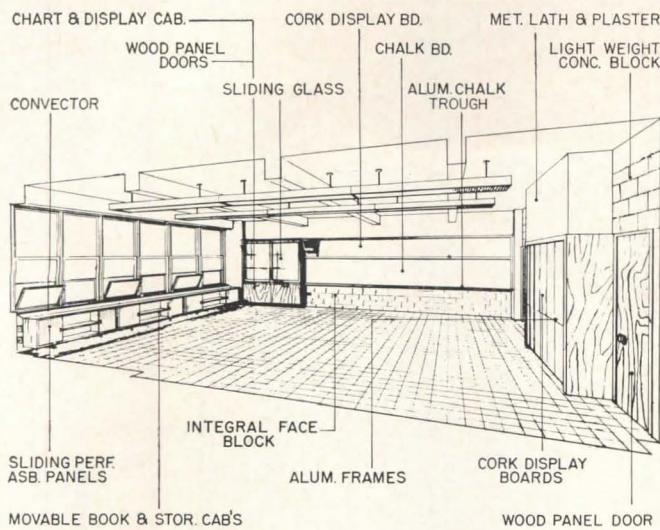 CHART & DISPLAY CAB.
CORK DISPLAY BD.
MET. LATH & PLASTER
WOOD PANEL
DOORS
CHALK BD.
LIGHT WEIGHT
CONC. BLOCK
SLIDING GLASS
ALUM. CHALK
TROUGH
CONVECTOR
INTEGRAL FACE
BLOCK
SLIDING PERF.
ASB. PANELS
ALUM. FRAMES
CORK DISPLAY
BOARDS
MOVABLE BOOK & STOR. CAB'S
WOOD PANEL DOOR